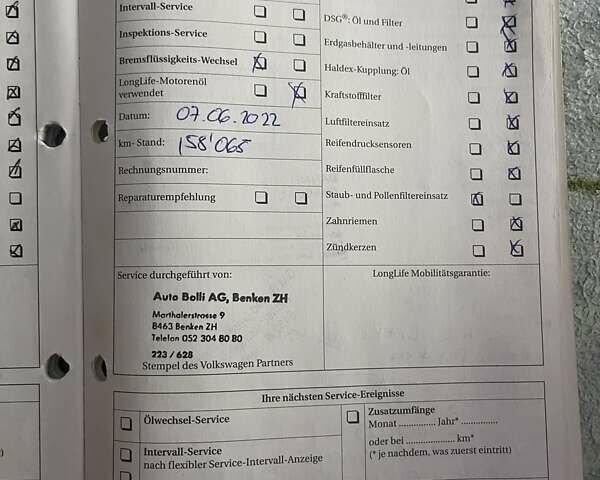 Intervall-Service
Inspektions-Service
Bremsflüssigkeits-Wechsel
LongLife-Motorenöl
verwendet
Datum: 07.06.2022
km- Stand: 158'065
Rechnungsnummer:
Reparaturempfehlung
DSG®: Öl und Filter
Erdgasbehälter und -leitungen
Haldex-Kupplung: Öl
Kraftstofffilter
Luftfiltereinsatz
Reifendrucksensoren
Reifenfüllflasche
Staub- und Pollenfiltereinsatz
Zahnriemen
Zündkerzen
Service durchgeführt von:
Auto Bolli AG, Benken ZH
Marthalerstrasse 9
8463 Benken ZH
Telefon 052 304 80 80
223 / 628
Stempel des Volkswagen Partners
LongLife Mobilitätsgarantie:
Ihre nächsten Service-Ereignisse
Ölwechsel-Service
Intervall-Service
nach flexibler Service-Intervall-Anzeige
Zusatzumfänge
Monat ............... Jahr* ...............
oder bei .................... km*
(* je nachdem, was zuerst eintritt)